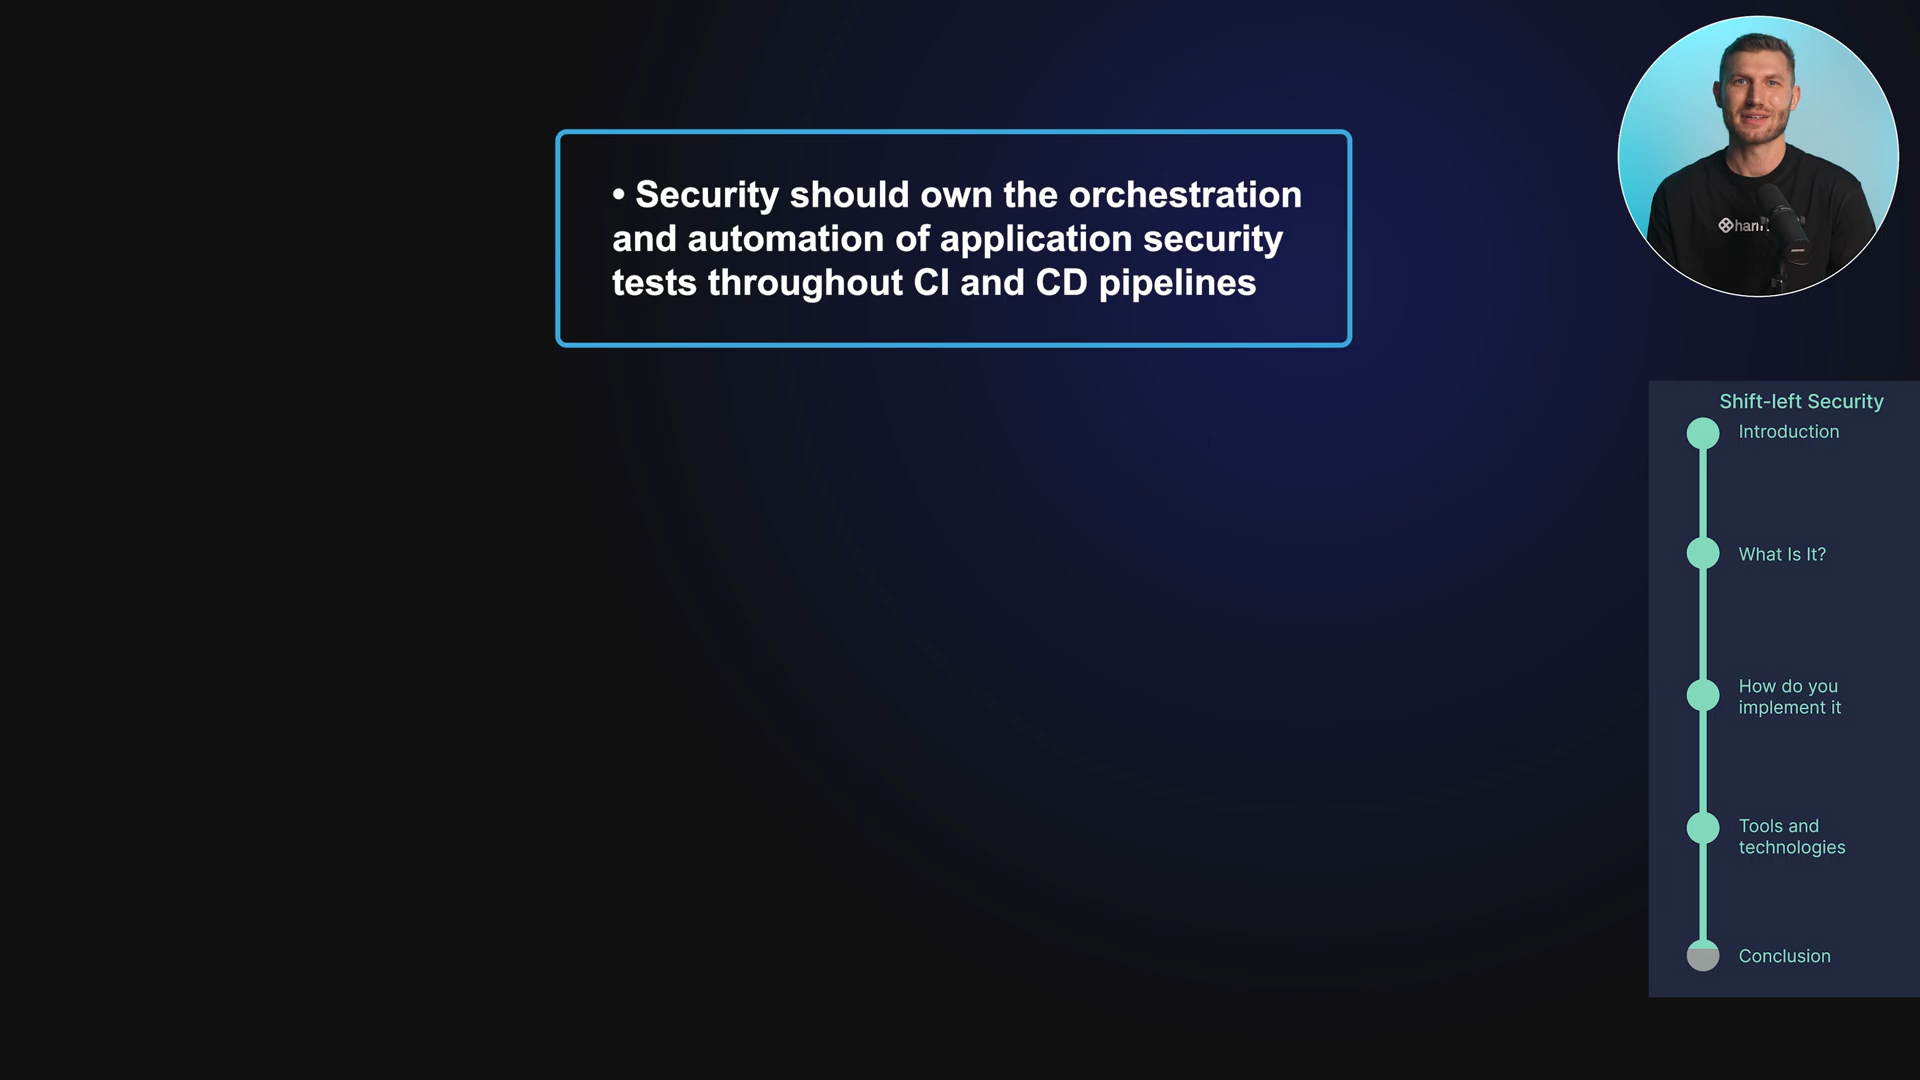 • Security should own the orchestration
and automation of application security
tests throughout CI and CD pipelines
Shift-left Security
Introduction
What Is It?
How do you
implement it
Tools and
technologies
Conclusion